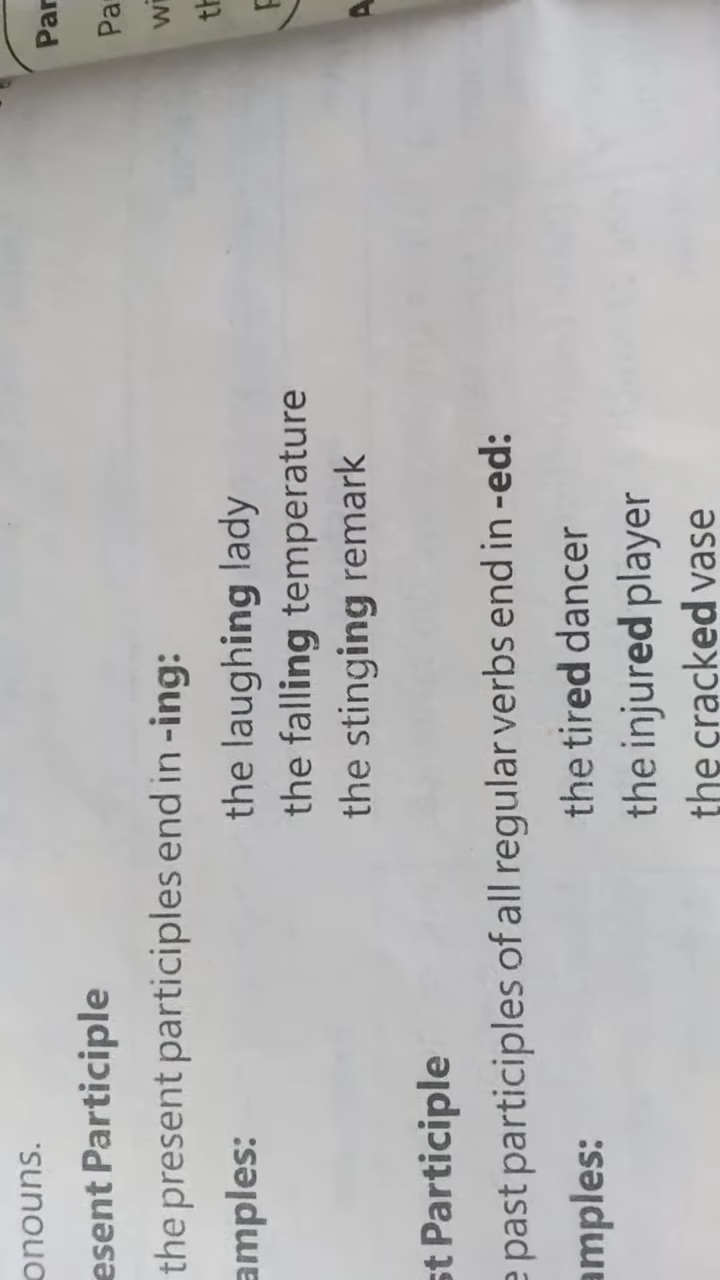 onouns.
esent Participle
the present participles end in -ing:
amples: the laughing lady
the falling temperature
the stinging remark
st Participle
e past participles of all regular verbs end in -ed:
amples: the tired dancer
the injured player
the cracked vase
Par
Pa
wi
th
A